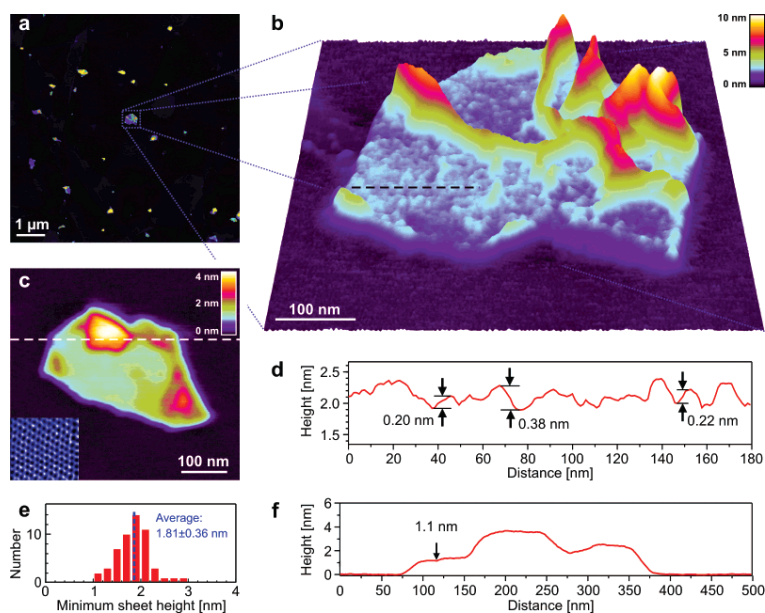 a
1 µm
b
10 nm
5 nm
0 nm
100 nm
c
4 nm
2 nm
0 nm
100 nm
d
Height [nm]
2.5
2.0
1.5
0.20 nm
0.38 nm
0.22 nm
0 20 40 60 80 100 120 140 160 180
Distance [nm]
e
Number
10
0
Average:
1.81±0.36 nm
0 1 2 3 4
Minimum sheet height [nm]
f
Height [nm]
6
4
2
0
1.1 nm
0 50 100 150 200 250 300 350 400 450 500
Distance [nm]